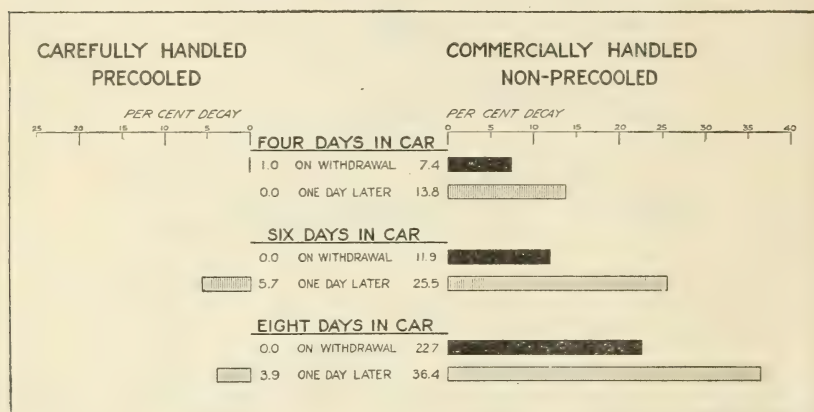 CAREFULLY HANDLED
PRECOOLED
COMMERCIALLY HANDLED
NON-PRECOOLED
PER CENT DECAY
PER CENT DECAY
25 20 15 10 5 0
0 5 10 15 20 25 30 35 40
FOUR DAYS IN CAR
1.0 ON WITHDRAWAL 7.4
0.0 ONE DAY LATER 13.8
SIX DAYS IN CAR
0.0 ON WITHDRAWAL 11.9
5.7 ONE DAY LATER 25.5
EIGHT DAYS IN CAR
0.0 ON WITHDRAWAL 22.7
3.9 ONE DAY LATER 36.4